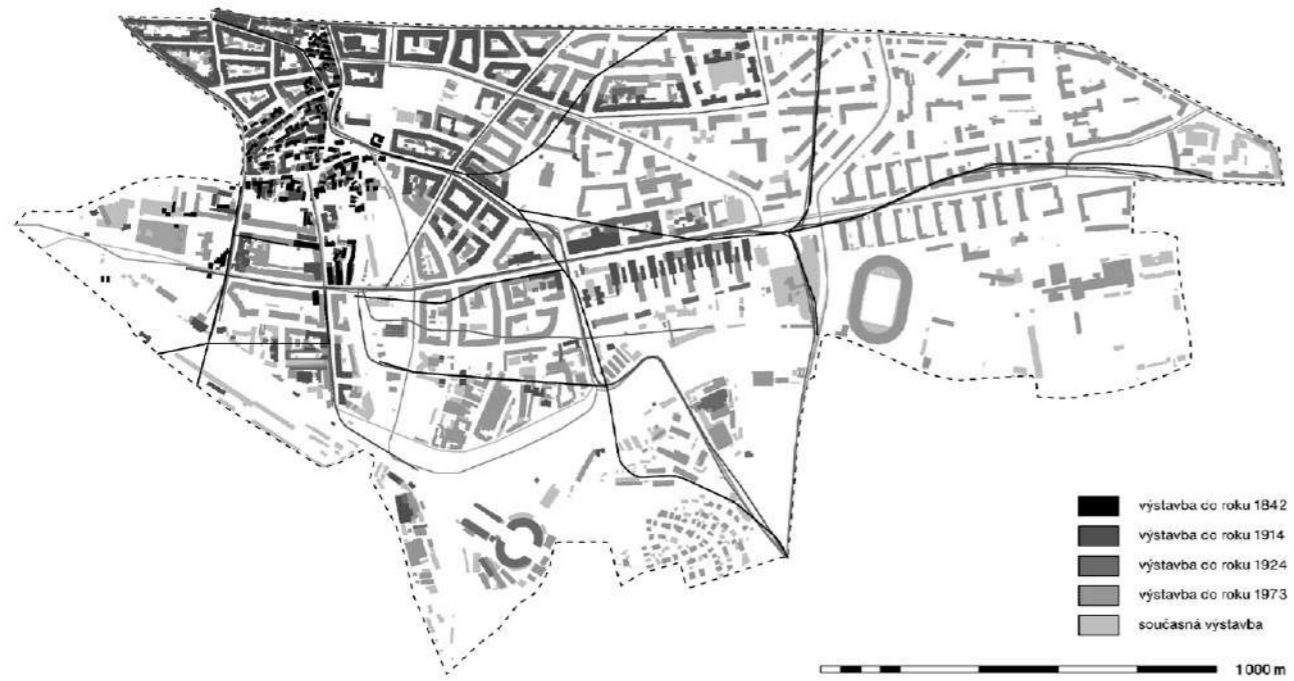 výstavba do roku 1842
výstavba do roku 1914
výstavba do roku 1924
výstavba do roku 1973
současná výstavba
1000 m